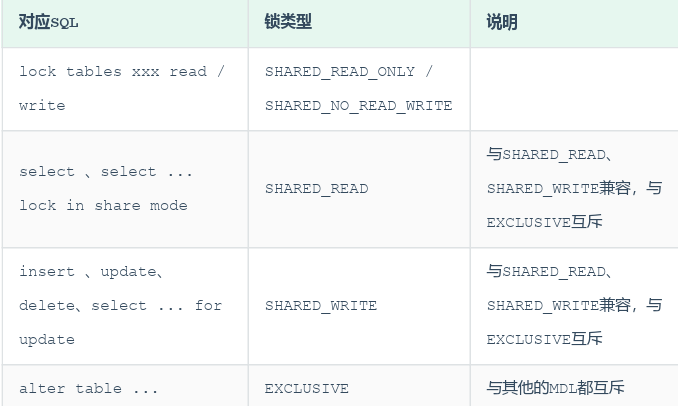 对应SQL
锁类型
说明
lock tables xxx read /
write
SHARED_READ_ONLY /
SHARED_NO_READ_WRITE
select 、select ...
lock in share mode
SHARED_READ
与SHARED_READ、
SHARED_WRITE兼容，与
EXCLUSIVE互斥
insert 、update、
delete、select ... for
update
SHARED_WRITE
与SHARED_READ、
SHARED_WRITE兼容，与
EXCLUSIVE互斥
alter table ...
EXCLUSIVE
与其他的MDL都互斥